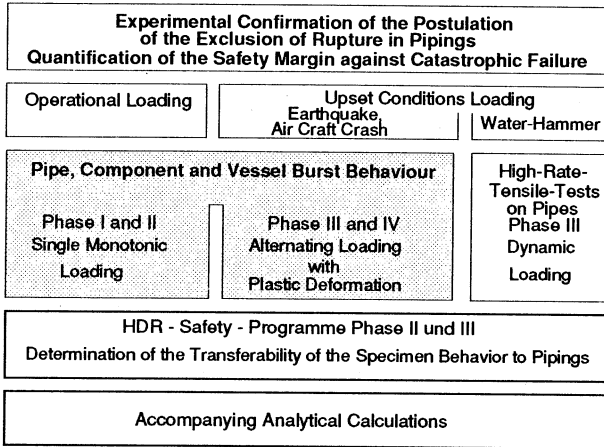 Experimental Confirmation of the Postulation
of the Exclusion of Rupture in Pipings
Quantification of the Safety Margin against Catastrophic Failure
Operational Loading
Upset Conditions Loading
Earthquake,
Air Craft Crash
Water-Hammer
Pipe, Component and Vessel Burst Behaviour
Phase I and II
Single Monotonic
Loading
Phase III and IV
Alternating Loading
with
Plastic Deformation
High-Rate-
Tensile-Tests
on Pipes
Phase III
Dynamic
Loading
HDR - Safety - Programme Phase II und III
Determination of the Transferability of the Specimen Behavior to Pipings
Accompanying Analytical Calculations